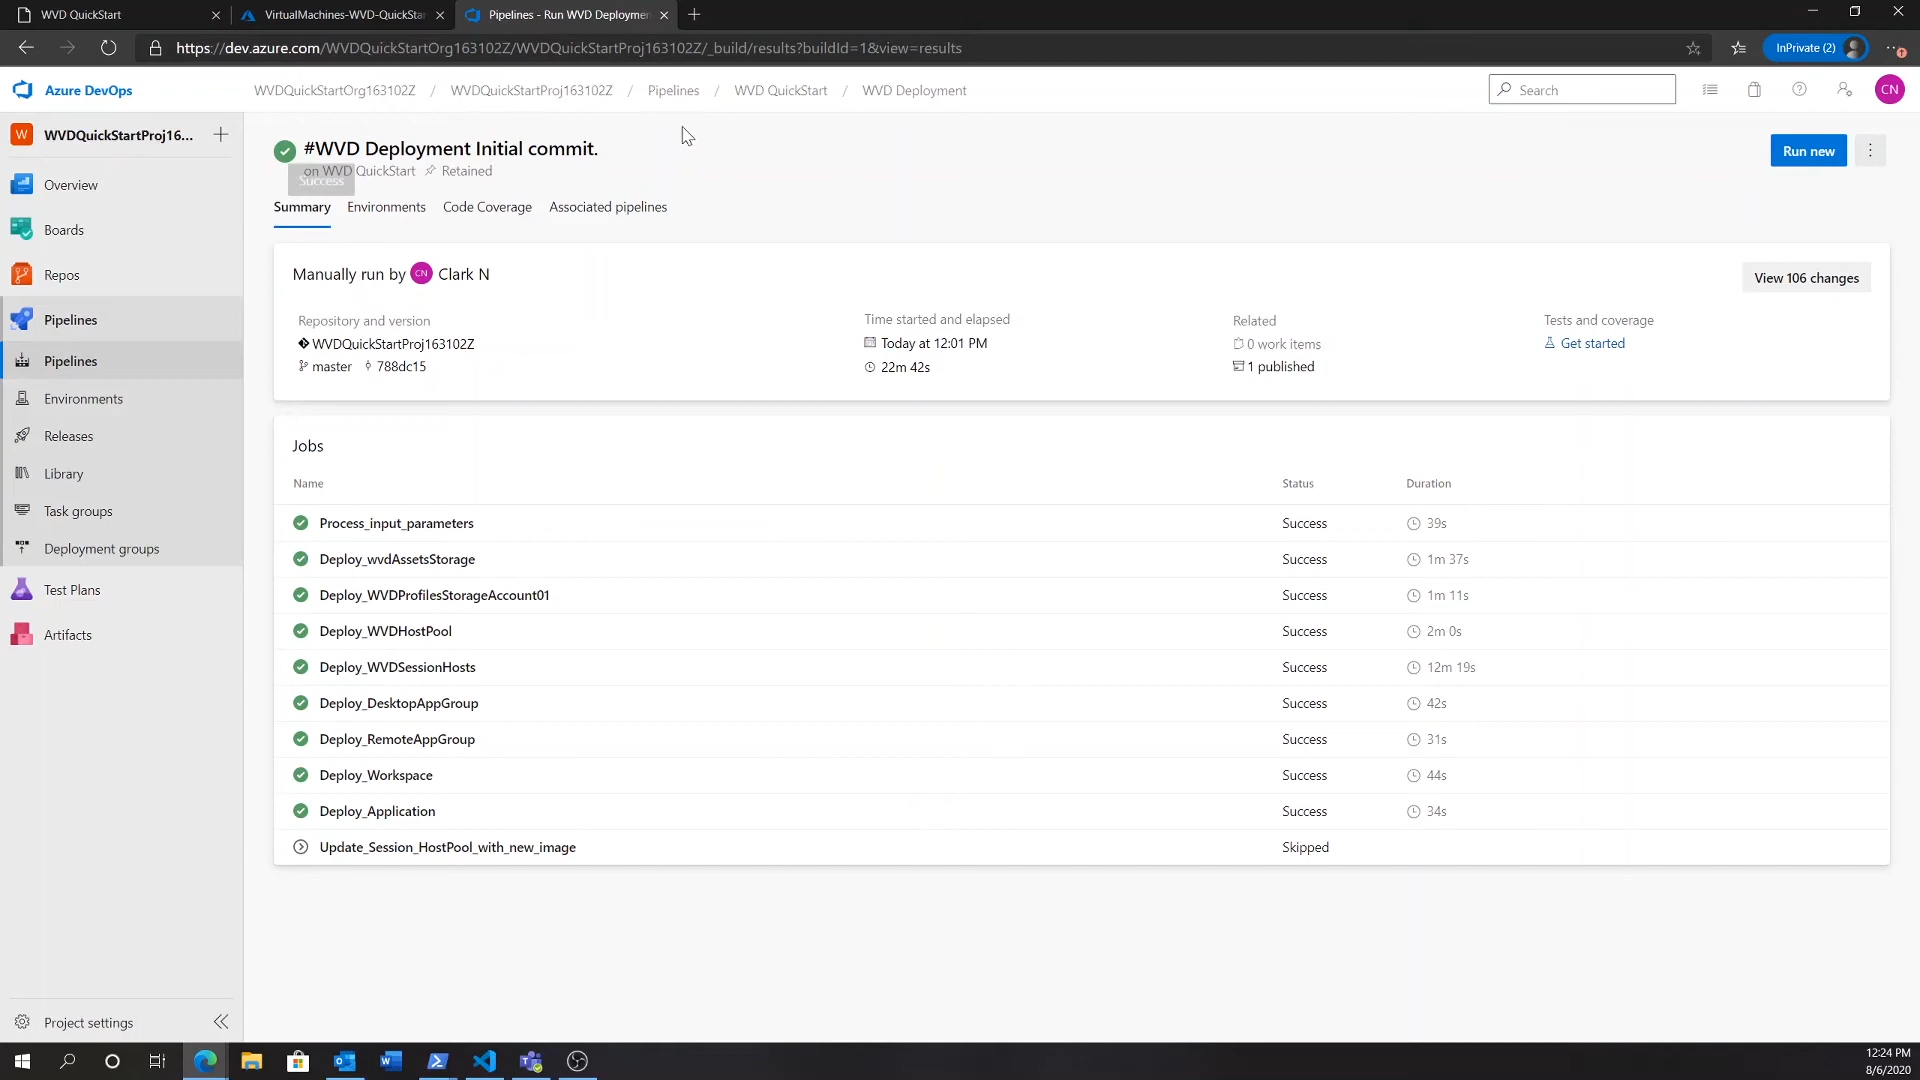 WVD QuickStart
VirtualMachines-WVD-QuickSta
Pipelines - Run WVD Deploymen
https://dev.azure.com/WVDQuickStartOrg163102Z/WVDQuickStartProj163102Z/_build/results?buildId=1&view=results
InPrivate (2)
Azure DevOps
WVDQuickStartOrg163102Z / WVDQuickStartProj163102Z / Pipelines / WVD QuickStart / WVD Deployment
Search
CN
W WVDQuickStartProj16...
Overview
Boards
Repos
Pipelines
Pipelines
Environments
Releases
Library
Task groups
Deployment groups
Test Plans
Artifacts
Project settings
#WVD Deployment Initial commit.
on WVD QuickStart Retained
Success
Run new
Summary Environments Code Coverage Associated pipelines
Manually run by CN Clark N
View 106 changes
Repository and version
WVDQuickStartProj163102Z
master 788dc15
Time started and elapsed
Today at 12:01 PM
22m 42s
Related
0 work items
1 published
Tests and coverage
Get started
Jobs
Name Status Duration
Process_input_parameters Success 39s
Deploy_wvdAssetsStorage Success 1m 37s
Deploy_WVDProfilesStorageAccount01 Success 1m 11s
Deploy_WVDHostPool Success 2m 0s
Deploy_WVDSessionHosts Success 12m 19s
Deploy_DesktopAppGroup Success 42s
Deploy_RemoteAppGroup Success 31s
Deploy_Workspace Success 44s
Deploy_Application Success 34s
Update_Session_HostPool_with_new_image Skipped
12:24 PM
8/6/2020